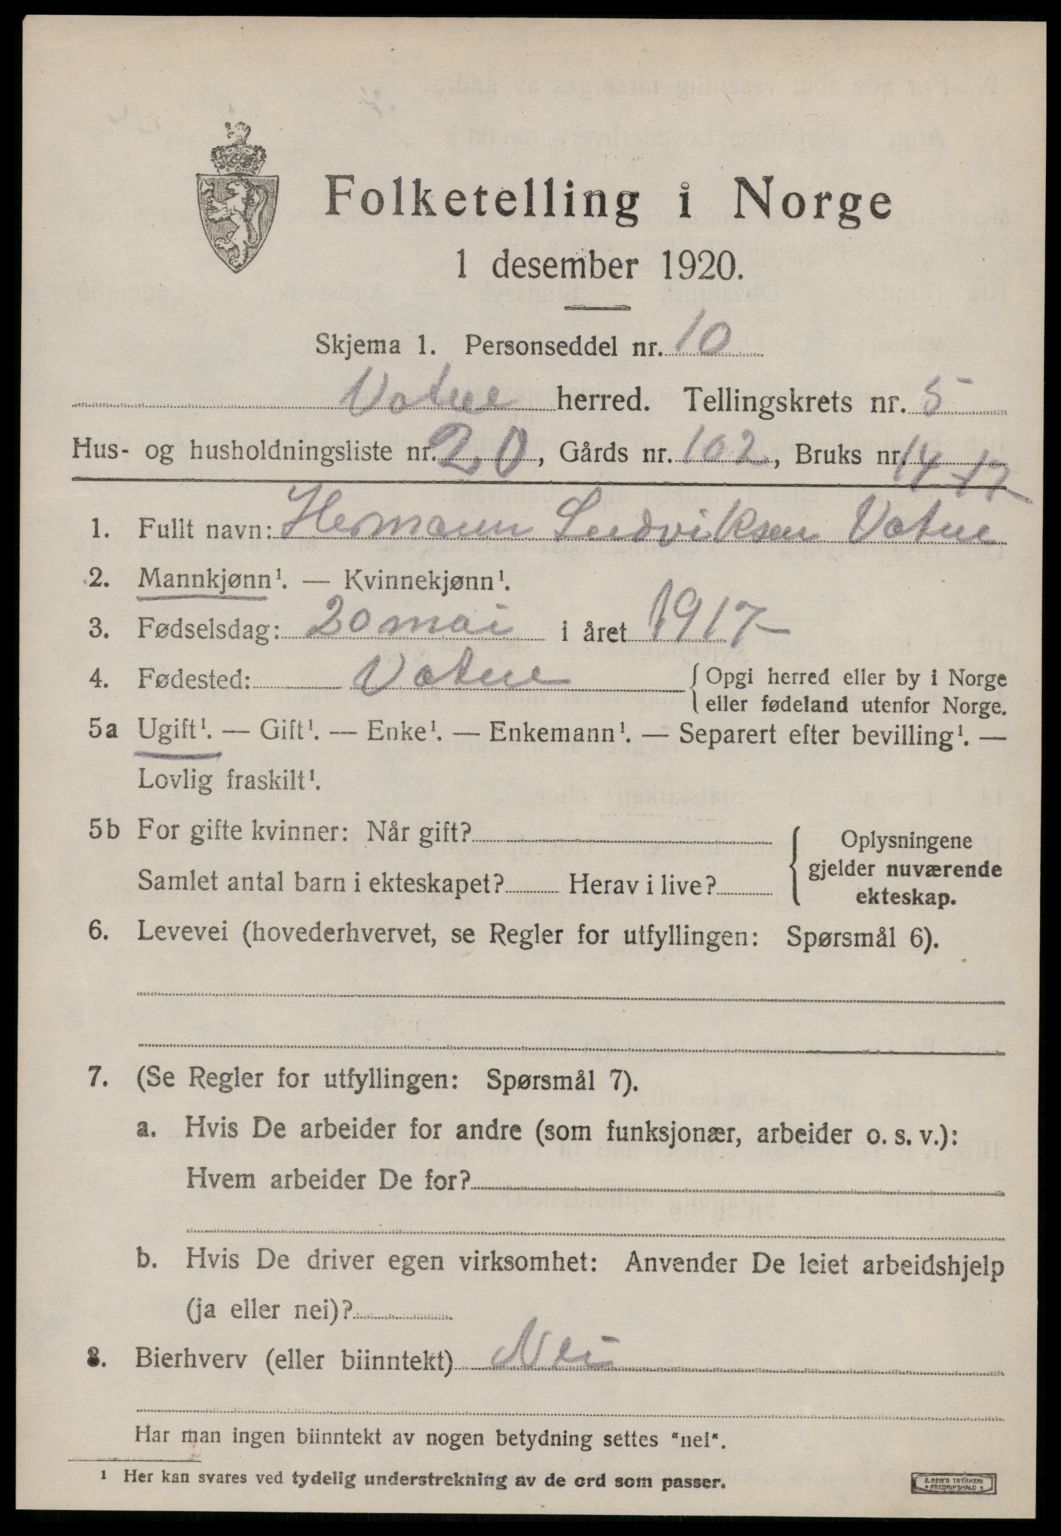 Folketelling i Norge
1 desember 1920.
Skjema 1. Personseddel nr. 10
Vatne herred. Tellingskrets nr. 5
Hus- og husholdningsliste nr. 20, Gårds nr. 102, Bruks nr. 14-17
1. Fullt navn: Hermann Ludviksen Vatne
2. Mannkjønn¹. — Kvinnekjønn¹.
3. Fødselsdag: 20 mai i året 1917
4. Fødested: Vatne { Opgi herred eller by i Norge
eller fødeland utenfor Norge.
5a Ugift¹. — Gift¹. — Enke¹. — Enkemann¹. — Separert efter bevilling¹. —
Lovlig fraskilt¹.
5b For gifte kvinner: Når gift? { Oplysningene
gjelder nuværende
Samlet antal barn i ekteskapet? Herav i live? ekteskap.
6. Levevei (hovederhvervet, se Regler for utfyllingen: Spørsmål 6).
7. (Se Regler for utfyllingen: Spørsmål 7).
a. Hvis De arbeider for andre (som funksjonær, arbeider o. s. v.):
Hvem arbeider De for?
b. Hvis De driver egen virksomhet: Anvender De leiet arbeidshjelp
(ja eller nei)?
8. Bierhverv (eller biinntekt) Nei
Har man ingen biinntekt av nogen betydning settes "nei".
¹ Her kan svares ved tydelig understrekning av de ord som passer.